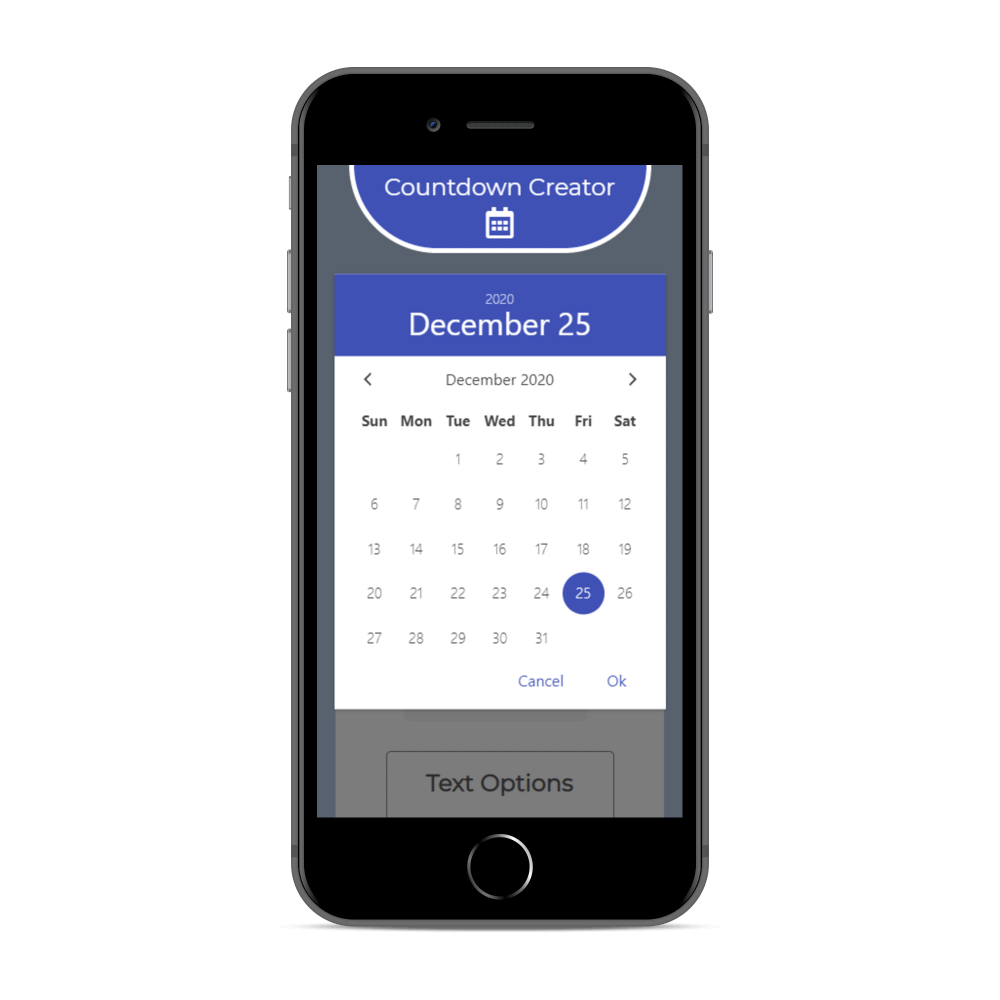 Countdown Creator
2020
December 25
December 2020
Sun Mon Tue Wed Thu Fri Sat
1 2 3 4 5
6 7 8 9 10 11 12
13 14 15 16 17 18 19
20 21 22 23 24 25 26
27 28 29 30 31
Cancel Ok
Text Options